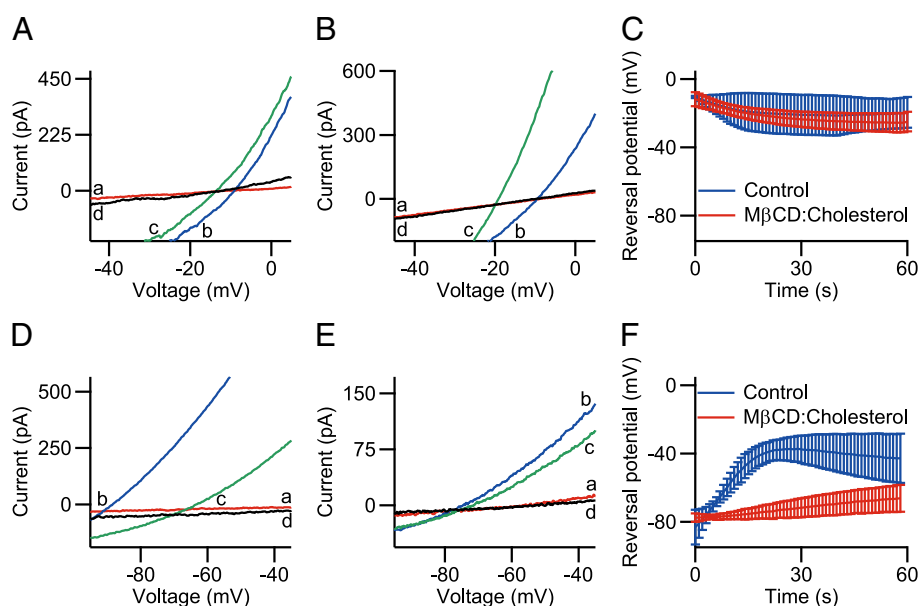 A
Current (pA)
450
225
0
a
d
c
b
-40
-20
0
Voltage (mV)
B
Current (pA)
600
300
0
a
d
c
b
-40
-20
0
Voltage (mV)
C
Reversal potential (mV)
0
-40
-80
Control
MβCD:Cholesterol
0
30
60
Time (s)
D
Current (pA)
500
250
0
b
c
a
d
-80
-60
-40
Voltage (mV)
E
Current (pA)
150
75
0
b
c
a
d
-80
-60
-40
Voltage (mV)
F
Reversal potential (mV)
0
-40
-80
Control
MβCD:Cholesterol
0
30
60
Time (s)